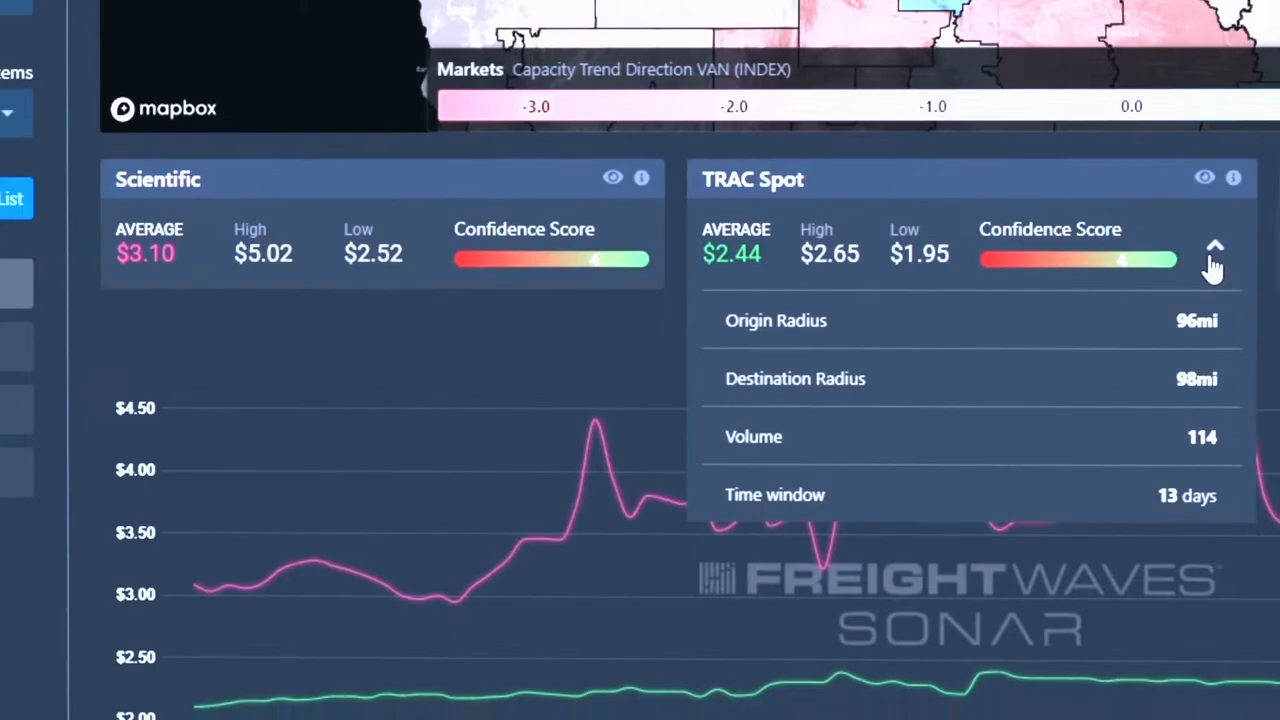 tems
Markets Capacity Trend Direction VAN (INDEX)
mapbox
-3.0 -2.0 -1.0 0.0
List
Scientific
AVERAGE High Low Confidence Score
$3.10 $5.02 $2.52 4
TRAC Spot
AVERAGE High Low Confidence Score
$2.44 $2.65 $1.95 4
Origin Radius 96mi
Destination Radius 98mi
Volume 114
Time window 13 days
$4.50
$4.00
$3.50
$3.00
$2.50
$2.00
FREIGHTWAVES
SONAR